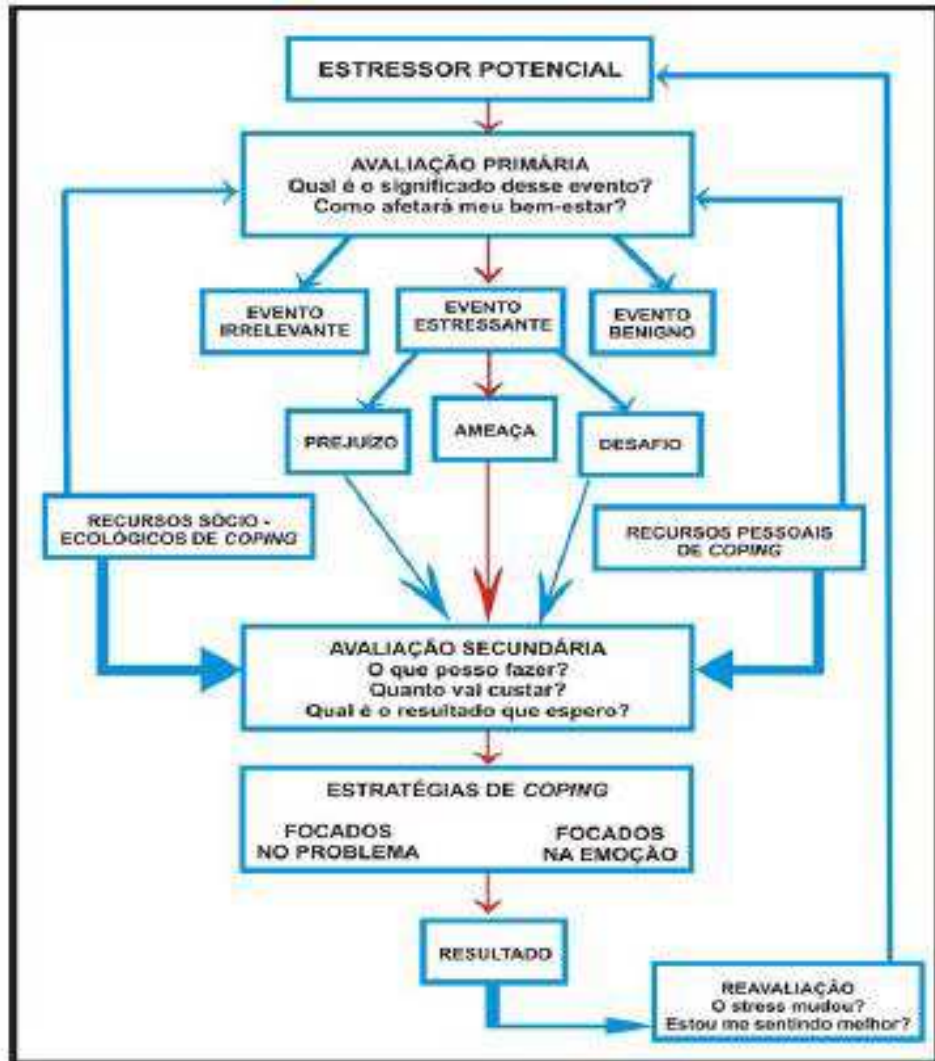 ESTRESSOR POTENCIAL
AVALIAÇÃO PRIMÁRIA
Qual é o significado desse evento?
Como afetará meu bem-estar?
EVENTO
IRRELEVANTE
EVENTO
ESTRESSANTE
EVENTO
BENIGNO
PREJUÍZO
AMEAÇA
DESAFIO
RECURSOS SÓCIO -
ECOLÓGICOS DE COPING
RECURSOS PESSOAIS
DE COPING
AVALIAÇÃO SECUNDÁRIA
O que posso fazer?
Quanto vai custar?
Qual é o resultado que espero?
ESTRATÉGIAS DE COPING
FOCADOS
NO PROBLEMA
FOCADOS
NA EMOÇÃO
RESULTADO
REAVALIAÇÃO
O stress mudou?
Estou me sentindo melhor?